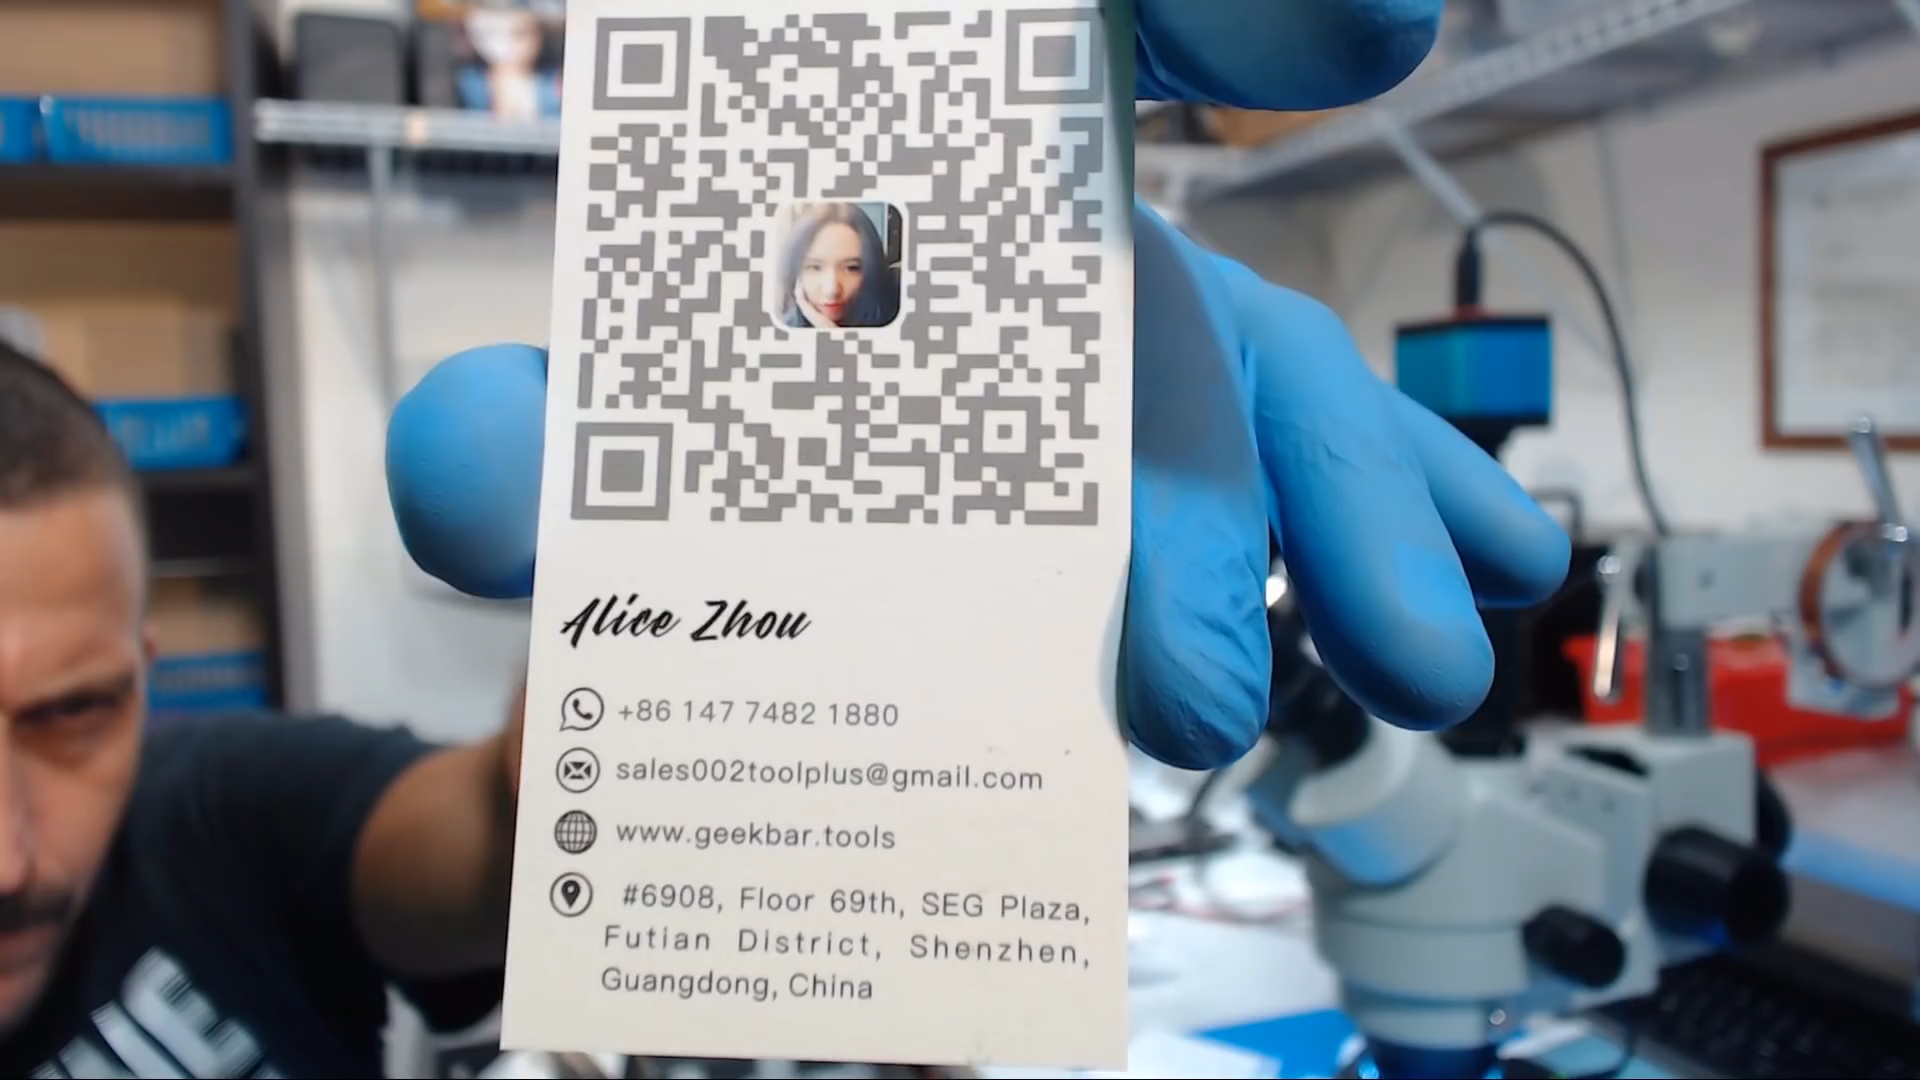 Alice Zhou
+86 147 7482 1880
sales002toolplus@gmail.com
www.geekbar.tools
#6908, Floor 69th, SEG Plaza,
Futian District, Shenzhen,
Guangdong, China